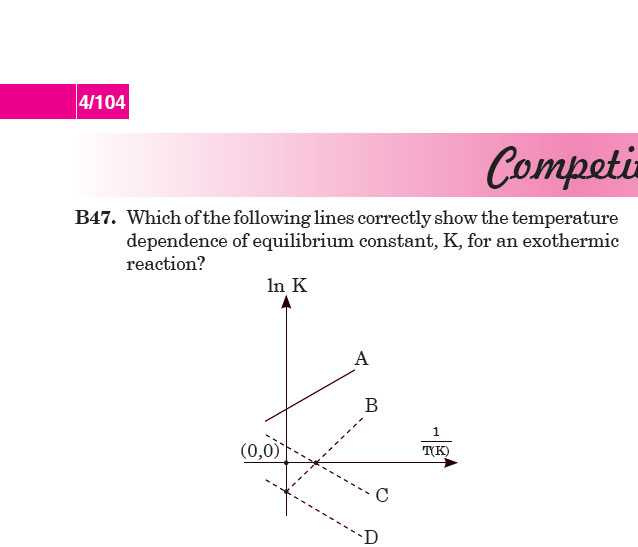 4/104
Competi
B47. Which of the following lines correctly show the temperature
dependence of equilibrium constant, K, for an exothermic
reaction?
ln K
A
B
1
T(K)
(0,0)
C
D